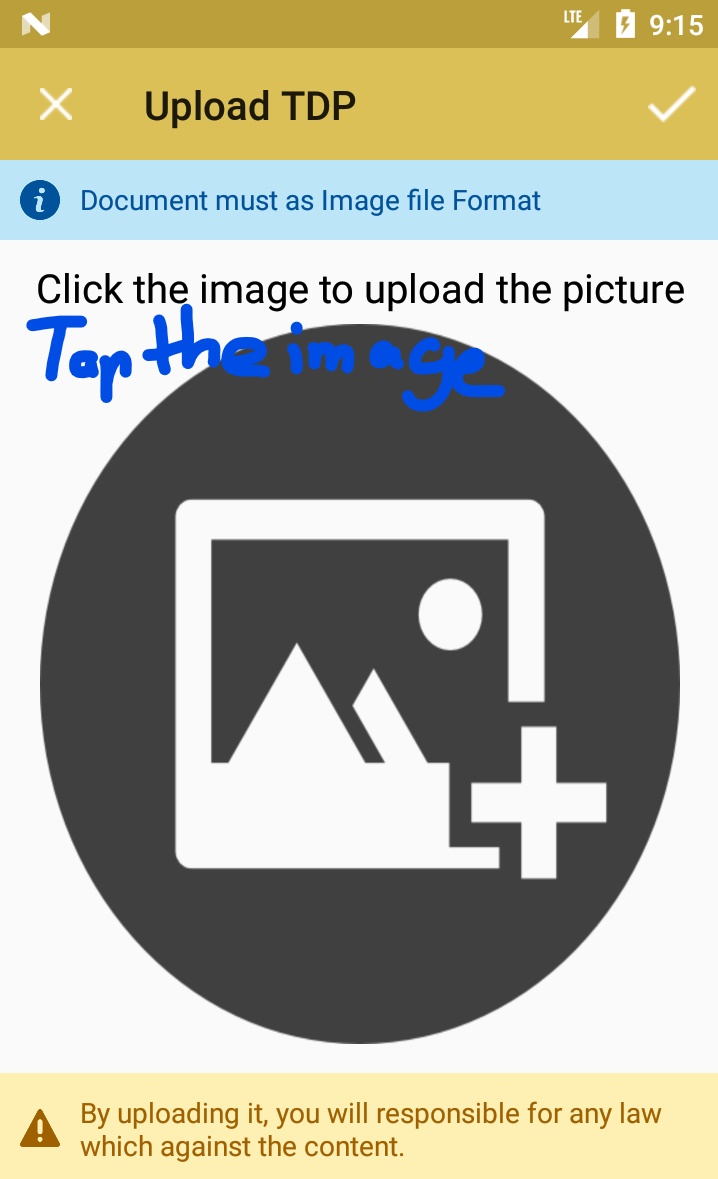 LTE 9:15
Upload TDP
Document must as Image file Format
Click the image to upload the picture
Tap the image
By uploading it, you will responsible for any law
which against the content.